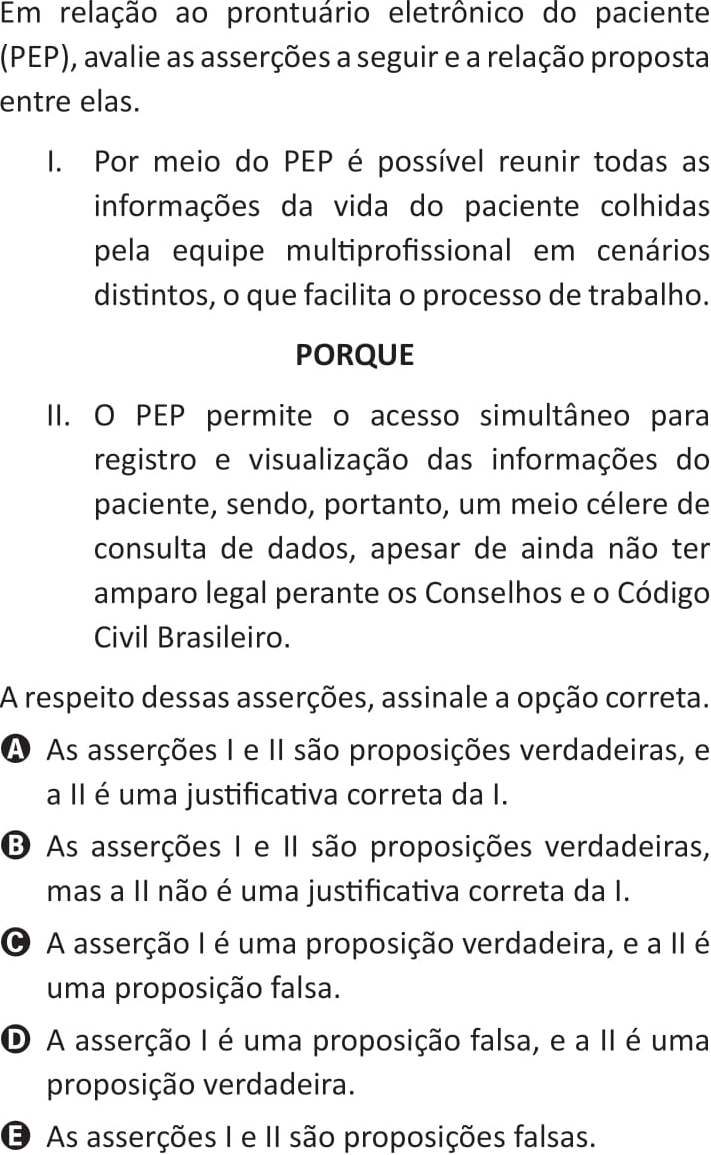 Em relação ao prontuário eletrônico do paciente
(PEP), avalie as asserções a seguir e a relação proposta
entre elas.
I. Por meio do PEP é possível reunir todas as
informações da vida do paciente colhidas
pela equipe multiprofissional em cenários
distintos, o que facilita o processo de trabalho.
PORQUE
II. O PEP permite o acesso simultâneo para
registro e visualização das informações do
paciente, sendo, portanto, um meio célere de
consulta de dados, apesar de ainda não ter
amparo legal perante os Conselhos e o Código
Civil Brasileiro.
A respeito dessas asserções, assinale a opção correta.
A As asserções I e II são proposições verdadeiras, e
a II é uma justificativa correta da I.
B As asserções I e II são proposições verdadeiras,
mas a II não é uma justificativa correta da I.
C A asserção I é uma proposição verdadeira, e a II é
uma proposição falsa.
D A asserção I é uma proposição falsa, e a II é uma
proposição verdadeira.
E As asserções I e II são proposições falsas.